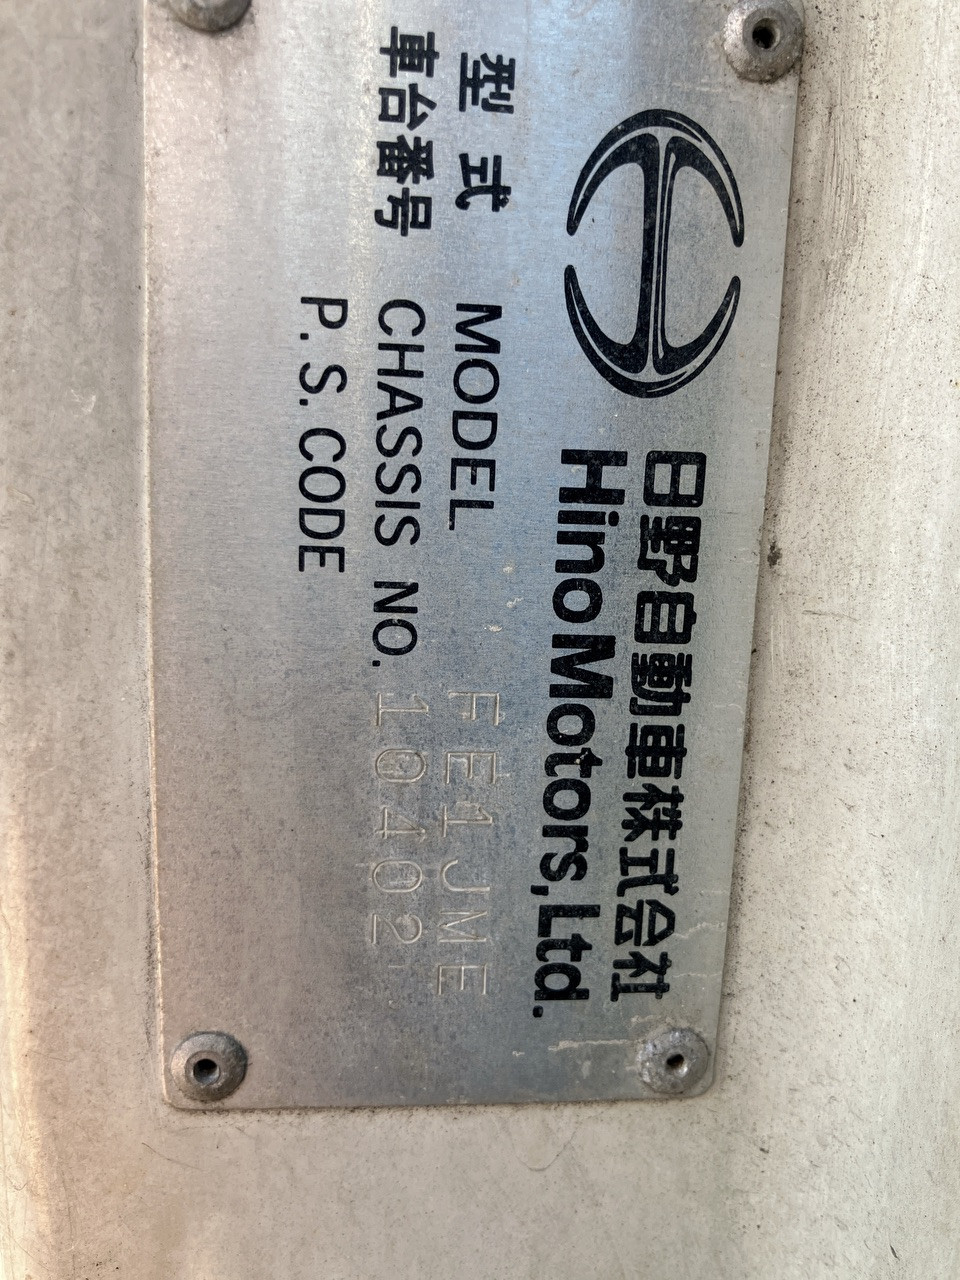 日野自動車株式会社
Hino Motors, Ltd.
型式 MODEL FE1JME
車台番号 CHASSIS NO. 10402
P. S. CODE